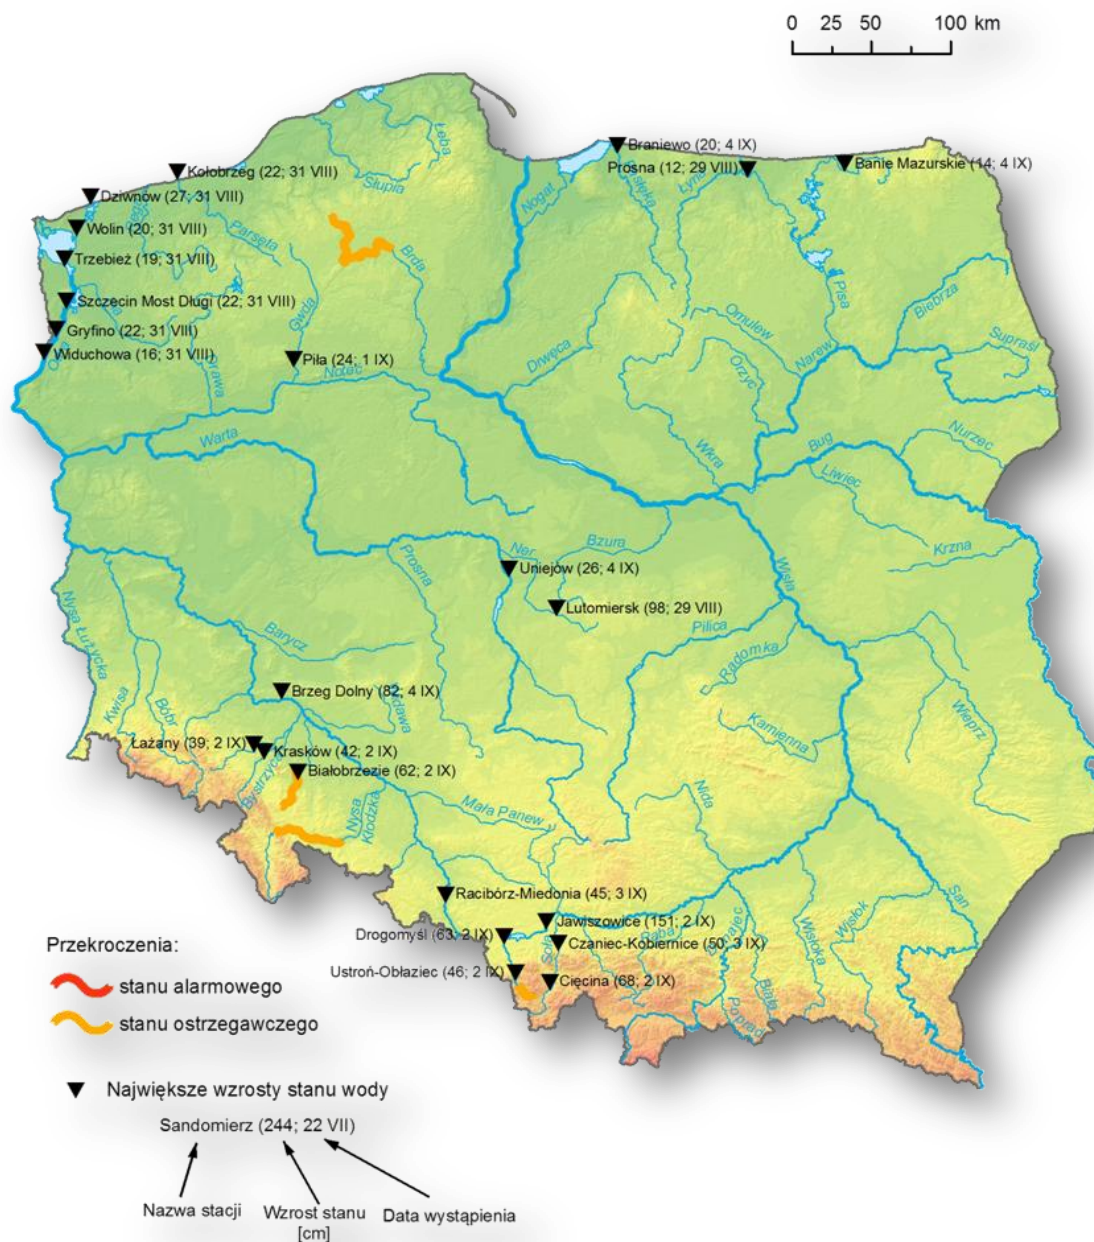 0 25 50 100 km
Łeba
Słupia
Kołobrzeg (22; 31 VIII)
Dziwnów (27; 31 VIII)
Wolin (20; 31 VIII)
Trzebież (19; 31 VIII)
Szczecin Most Długi (22; 31 VIII)
Gryfino (22; 31 VIII)
Widuchowa (16; 31 VIII)
Parsęta
Brda
Gwda
Piła (24; 1 IX)
Noteć
Braniewo (20; 4 IX)
Prosna (12; 29 VIII)
Banie Mazurskie (14; 4 IX)
Nogat
Łyna
Pisa
Biebrza
Supraśl
Omulew
Narew
Drwęca
Orzyc
Wkra
Bug
Nurzec
Liwiec
Krzna
Warta
Prosna
Ner
Bzura
Uniejów (26; 4 IX)
Lutomiersk (98; 29 VIII)
Wisła
Pilica
Radomka
Kamienna
Wieprz
Nysa Łużycka
Kwisa
Bóbr
Barycz
Brzeg Dolny (82; 4 IX)
Łażany (39; 2 IX)
Krasków (42; 2 IX)
Białobrzezie (62; 2 IX)
Nysa
Kłodzka
Mała Panew
Nida
Racibórz-Miedonia (45; 3 IX)
Jawiszowice (151; 2 IX)
Drogomyśl (63; 2 IX)
Czaniec-Kobiernice (50; 3 IX)
Ustroń-Obłaziec (46; 2 IX)
Cięcina (68; 2 IX)
Soła
Raba
Poprad
Biała
Wisłoka
Wisłok
San
Przekroczenia:
stanu alarmowego
stanu ostrzegawczego
Największe wzrosty stanu wody
Sandomierz (244; 22 VII)
Nazwa stacji
Wzrost stanu
[cm]
Data wystąpienia